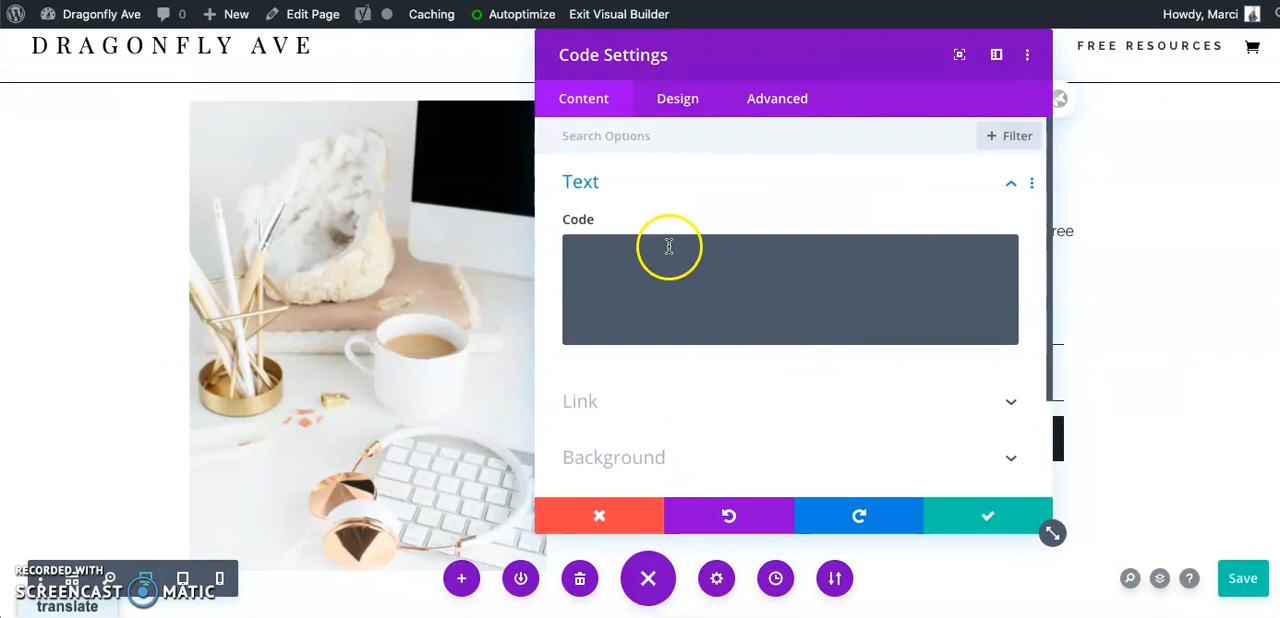 Dragonfly Ave 0 New Edit Page Caching Autoptimize Exit Visual Builder Howdy, Marci
DRAGONFLY AVE
FREE RESOURCES
Code Settings
Content Design Advanced
Search Options
+ Filter
Text
Code
ree
Link
Background
RECORDED WITH
SCREENCAST MATIC
translate
Save